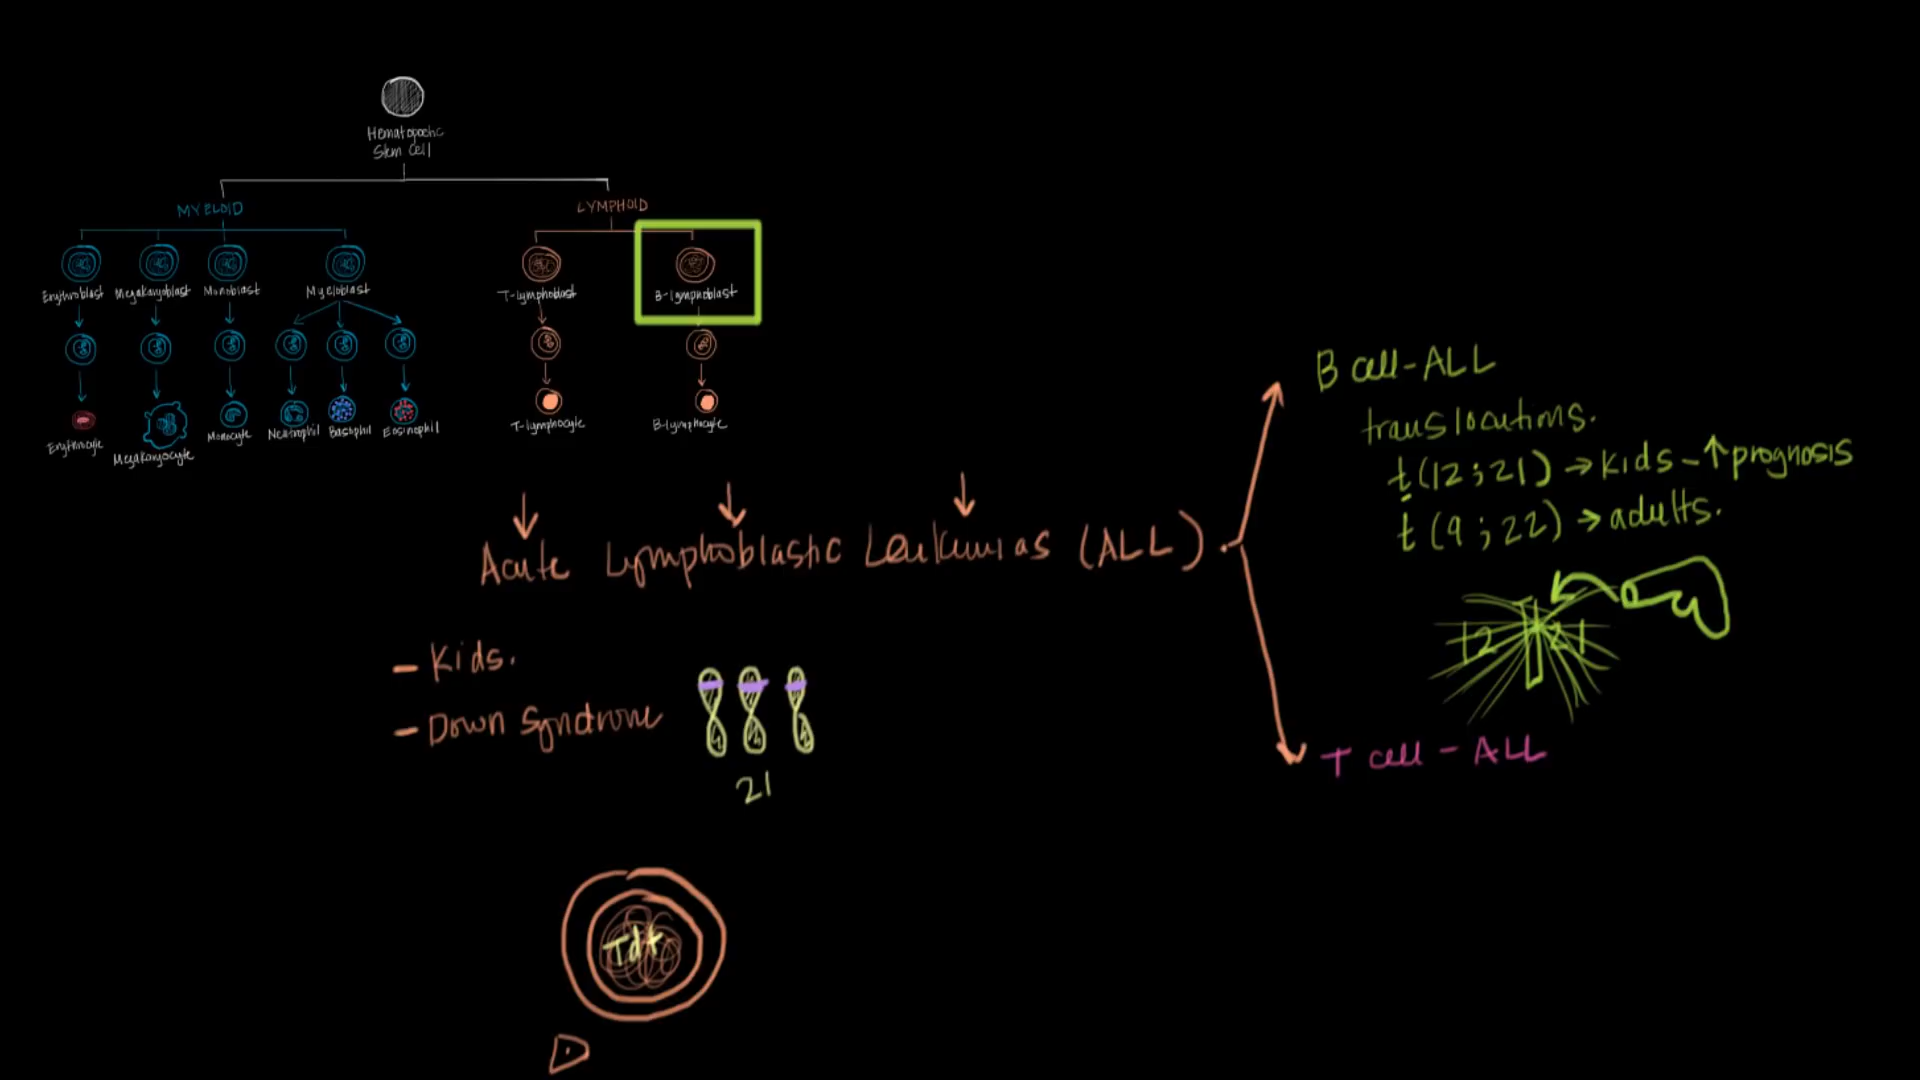 Hematopoetic
Stem Cell
MYELOID
LYMPHOID
Erythroblast Megakaryoblast Monoblast Myeloblast T-lymphoblast B-lymphoblast
Erythrocyte Megakaryocyte Monocyte Neutrophil Basophil Eosinophil T-lymphocyte B-lymphocyte
B cell-ALL
translocations.
t(12;21) → kids - ↑ prognosis
t(9;22) → adults.
Acute Lymphoblastic Leukemias (ALL).
12 21
- Kids.
- Down Syndrome
21
T cell - ALL
Tdt